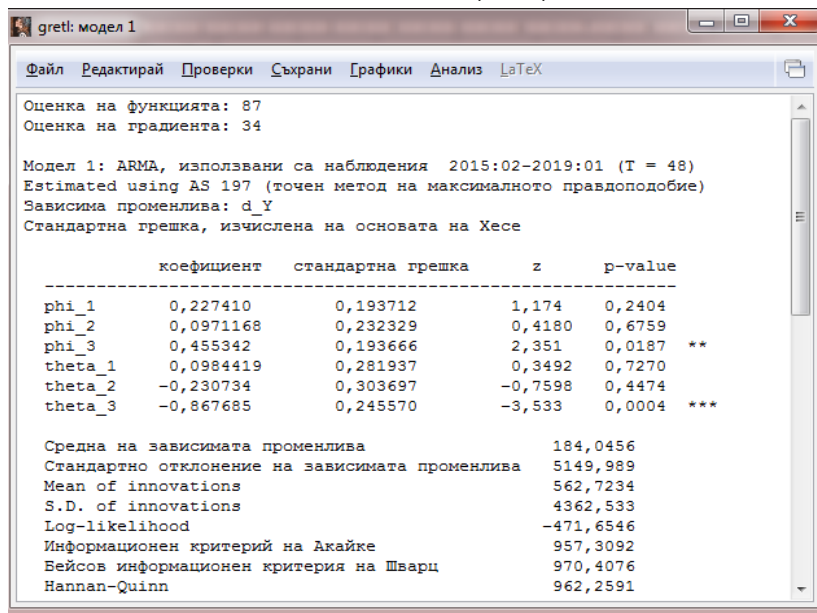 gretl: модел 1
Файл Редактирай Проверки Съхрани Графики Анализ LaTeX
Оценка на функцията: 87
Оценка на градиента: 34
Модел 1: ARMA, използвани са наблюдения 2015:02-2019:01 (T = 48)
Estimated using AS 197 (точен метод на максималното правдоподобие)
Зависима променлива: d_Y
Стандартна грешка, изчислена на основата на Хесе
коефициент стандартна грешка z p-value
phi_1 0,227410 0,193712 1,174 0,2404
phi_2 0,0971168 0,232329 0,4180 0,6759
phi_3 0,455342 0,193666 2,351 0,0187 **
theta_1 0,0984419 0,281937 0,3492 0,7270
theta_2 −0,230734 0,303697 −0,7598 0,4474
theta_3 −0,867685 0,245570 −3,533 0,0004 ***
Средна на зависимата променлива 184,0456
Стандартно отклонение на зависимата променлива 5149,989
Mean of innovations 562,7234
S.D. of innovations 4362,533
Log-likelihood −471,6546
Информационен критерий на Акайке 957,3092
Бейсов информационен критерия на Шварц 970,4076
Hannan-Quinn 962,2591